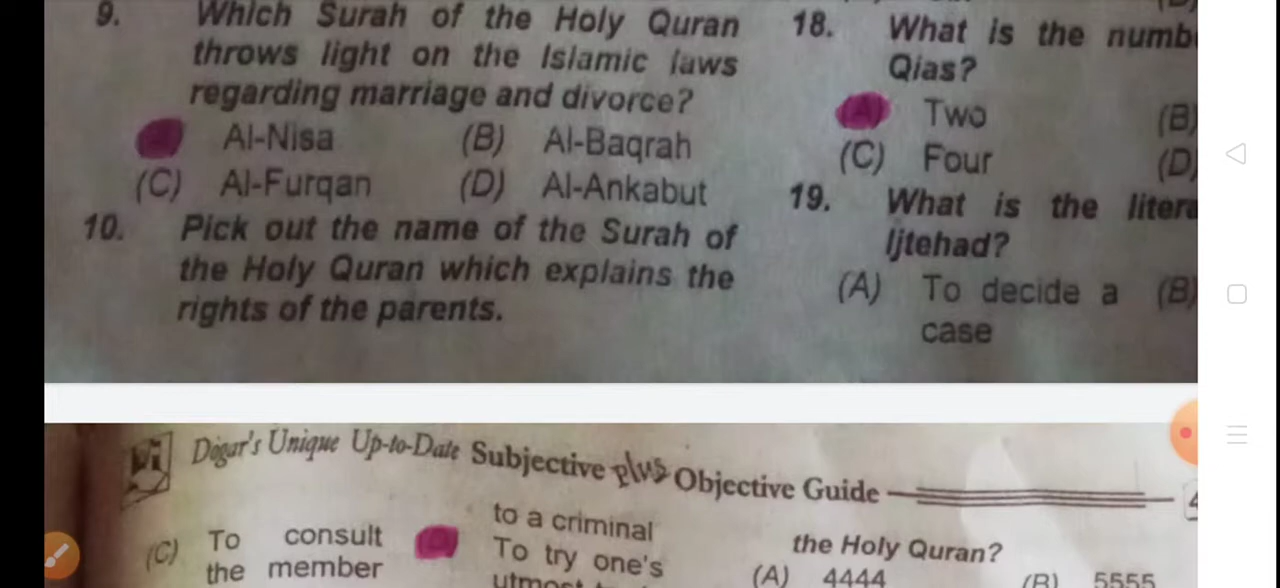 9. Which Surah of the Holy Quran
throws light on the Islamic laws
regarding marriage and divorce?
Al-Nisa (B) Al-Baqrah
(C) Al-Furqan (D) Al-Ankabut
10. Pick out the name of the Surah of
the Holy Quran which explains the
rights of the parents.
18. What is the
Qias?
(A) Two (B)
(C) Four (D)
19. What is the
Ijtehad?
(A) To decide a (B)
case
Dogar's Unique Up-to-Date Subjective plus Objective Guide
(C) To consult
the member
to a criminal
To try one's
the Holy Quran?
(A) 4444 (B) 5555